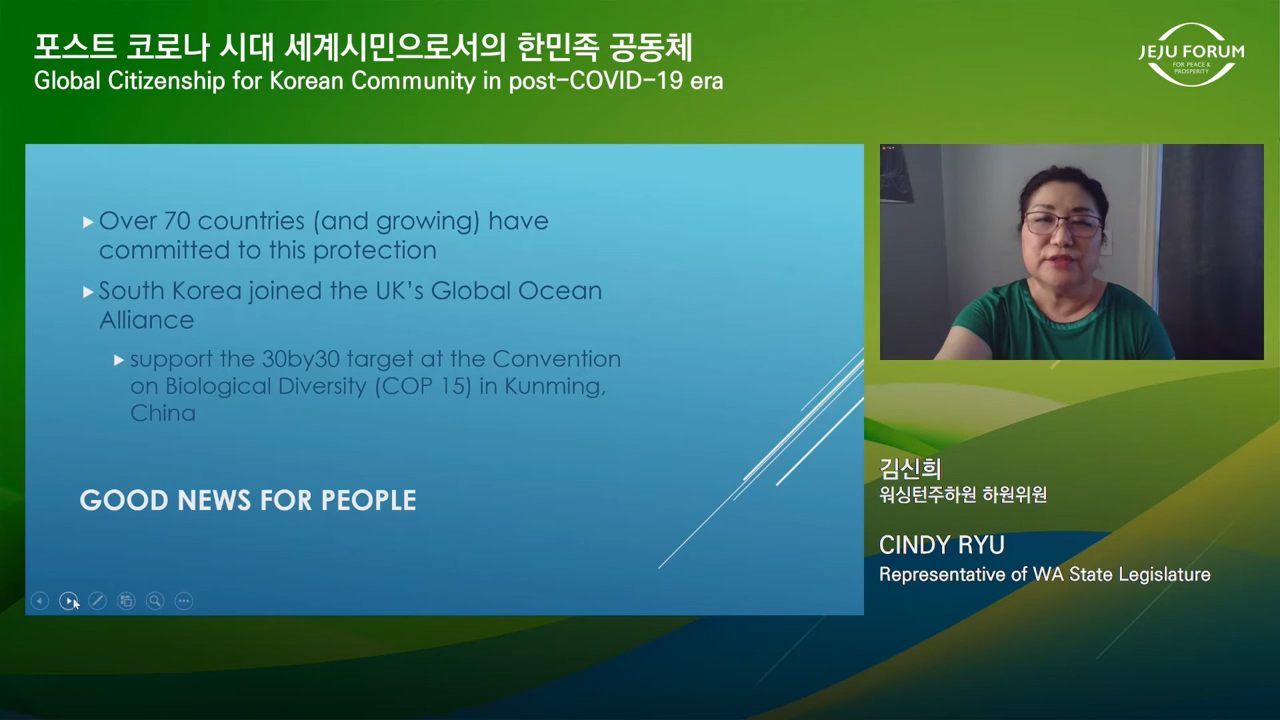 포스트 코로나 시대 세계시민으로서의 한민족 공동체
Global Citizenship for Korean Community in post-COVID-19 era
JEJU FORUM
FOR PEACE &
PROSPERITY
Over 70 countries (and growing) have
committed to this protection
South Korea joined the UK's Global Ocean
Alliance
support the 30by30 target at the Convention
on Biological Diversity (COP 15) in Kunming,
China
GOOD NEWS FOR PEOPLE
김신희
워싱턴주하원 하원위원
CINDY RYU
Representative of WA State Legislature